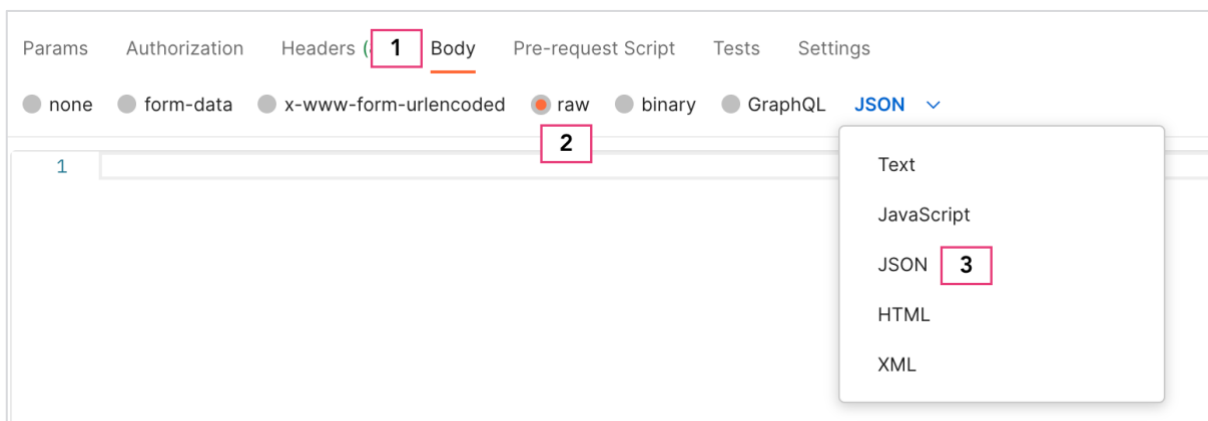 Params Authorization Headers ( 1 Body Pre-request Script Tests Settings
none form-data x-www-form-urlencoded raw binary GraphQL JSON
2
1
Text
JavaScript
JSON 3
HTML
XML